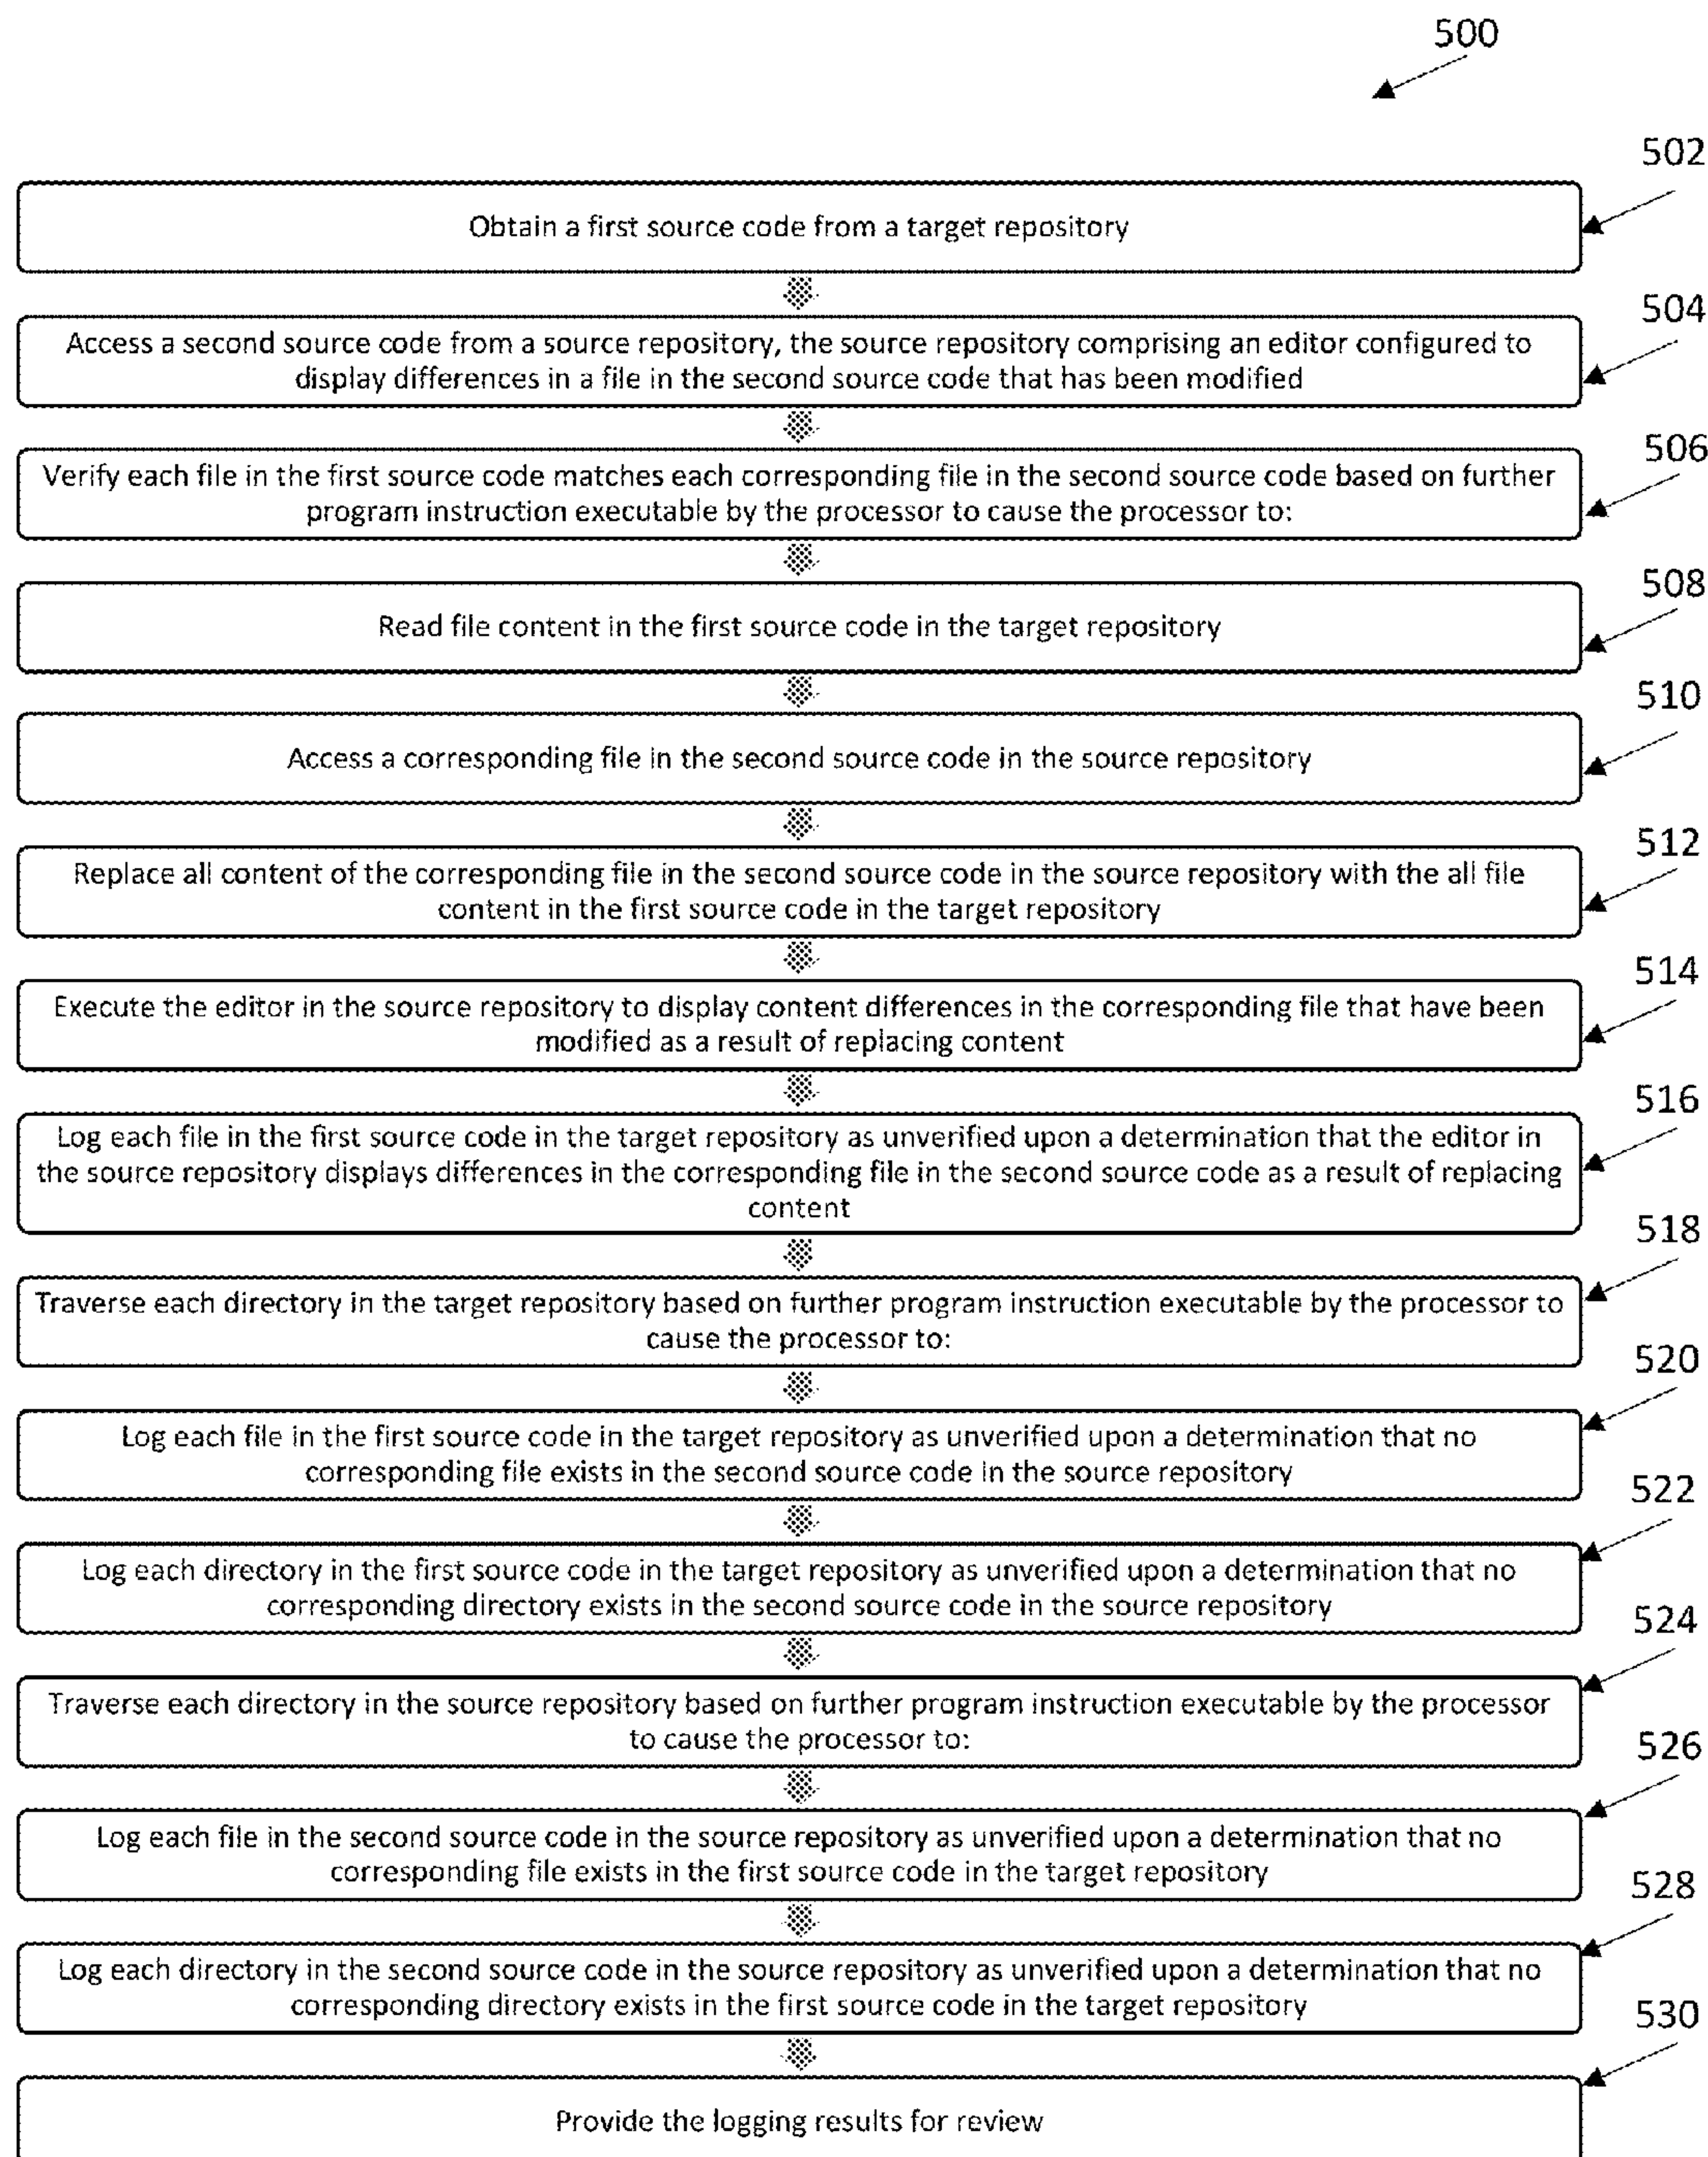 500
502
Obtain a first source code from a target repository
504
Access a second source code from a source repository, the source repository comprising an editor configured to
display differences in a file in the second source code that has been modified
506
Verify each file in the first source code matches each corresponding file in the second source code based on further
program instruction executable by the processor to cause the processor to:
508
Read file content in the first source code in the target repository
510
Access a corresponding file in the second source code in the source repository
512
Replace all content of the corresponding file in the second source code in the source repository with the all file
content in the first source code in the target repository
514
Execute the editor in the source repository to display content differences in the corresponding file that have been
modified as a result of replacing content
516
Log each file in the first source code in the target repository as unverified upon a determination that the editor in
the source repository displays differences in the corresponding file in the second source code as a result of replacing
content
518
Traverse each directory in the target repository based on further program instruction executable by the processor to
cause the processor to:
520
Log each file in the first source code in the target repository as unverified upon a determination that no
corresponding file exists in the second source code in the source repository
522
Log each directory in the first source code in the target repository as unverified upon a determination that no
corresponding directory exists in the second source code in the source repository
524
Traverse each directory in the source repository based on further program instruction executable by the processor
to cause the processor to:
526
Log each file in the second source code in the source repository as unverified upon a determination that no
corresponding file exists in the first source code in the target repository
528
Log each directory in the second source code in the source repository as unverified upon a determination that no
corresponding directory exists in the first source code in the target repository
530
Provide the logging results for review